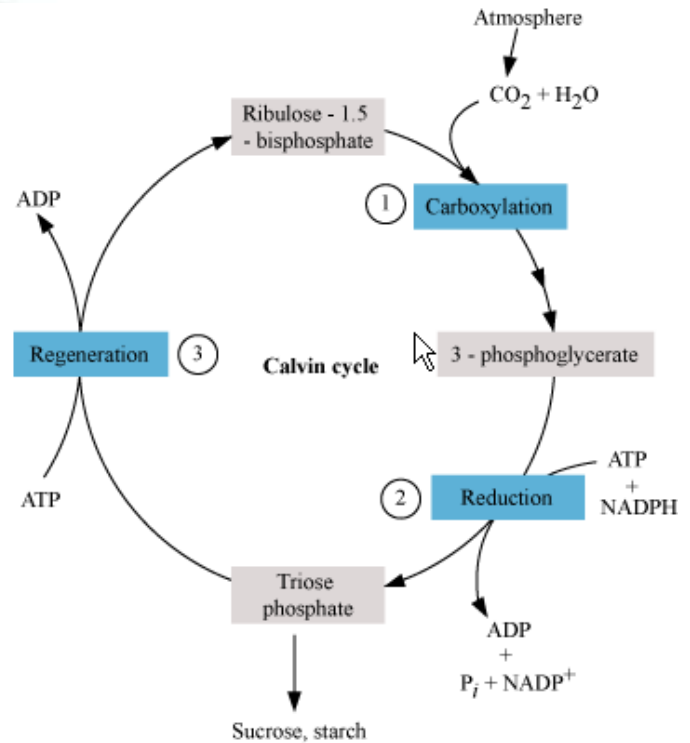 Atmosphere
CO₂ + H₂O
Ribulose - 1.5
- bisphosphate
1
Carboxylation
ADP
Regeneration
3
Calvin cycle
3 - phosphoglycerate
ATP
2
Reduction
ATP
+
NADPH
Triose
phosphate
ADP
+
Pᵢ + NADP⁺
Sucrose, starch